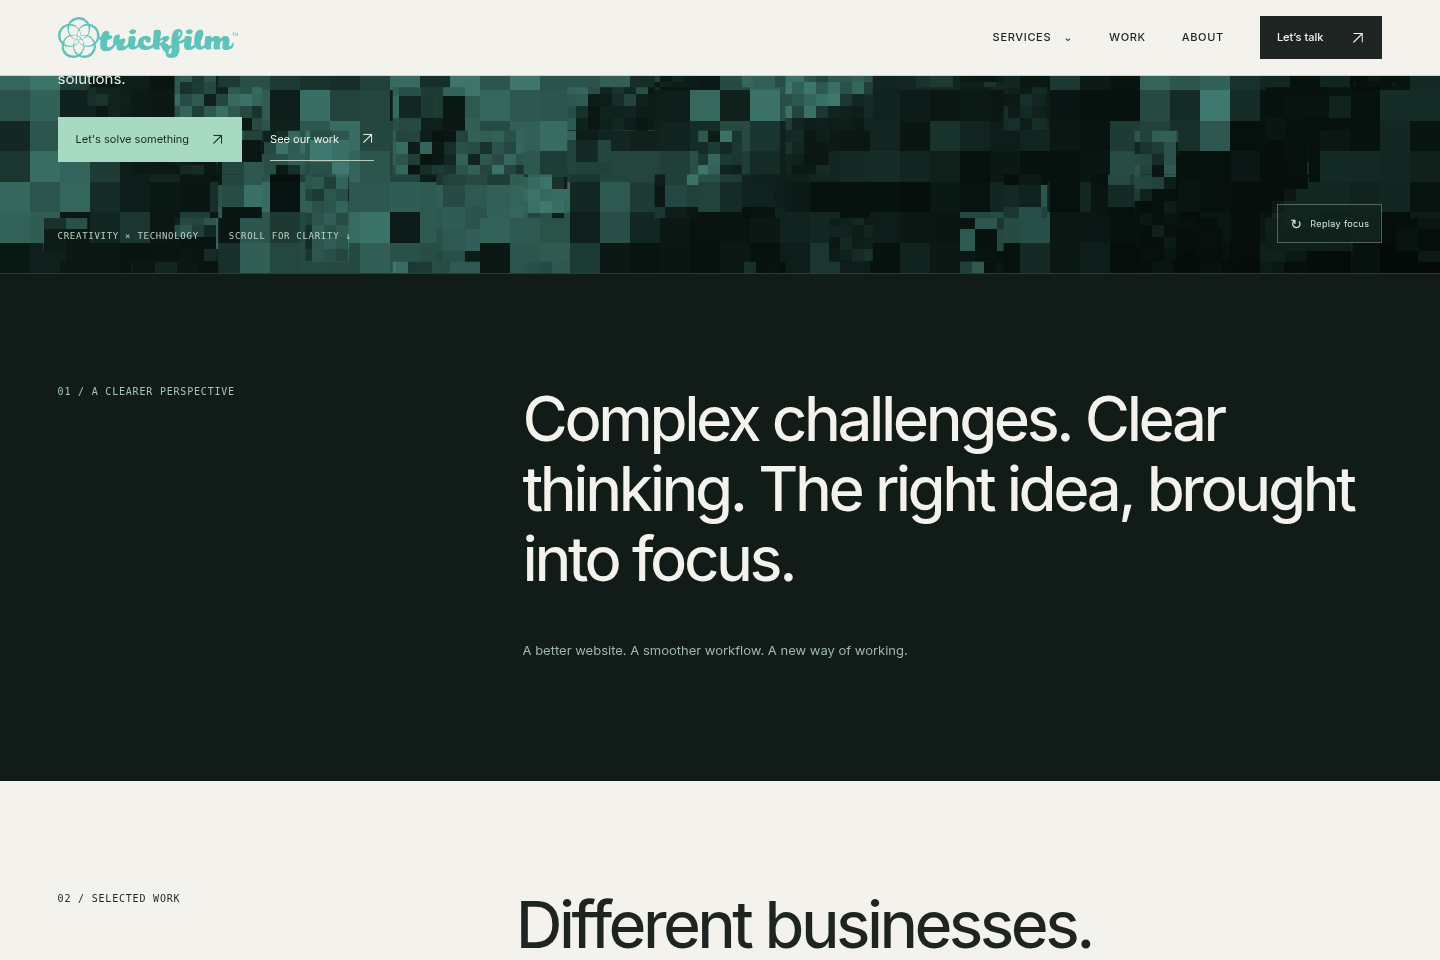 trickfilm™
SERVICES
WORK
ABOUT
Let's talk
solutions.
Let's solve something
See our work
CREATIVITY × TECHNOLOGY
SCROLL FOR CLARITY ↓
↻ Replay focus
01 / A CLEARER PERSPECTIVE
Complex challenges. Clear
thinking. The right idea, brought
into focus.
A better website. A smoother workflow. A new way of working.
02 / SELECTED WORK
Different businesses.